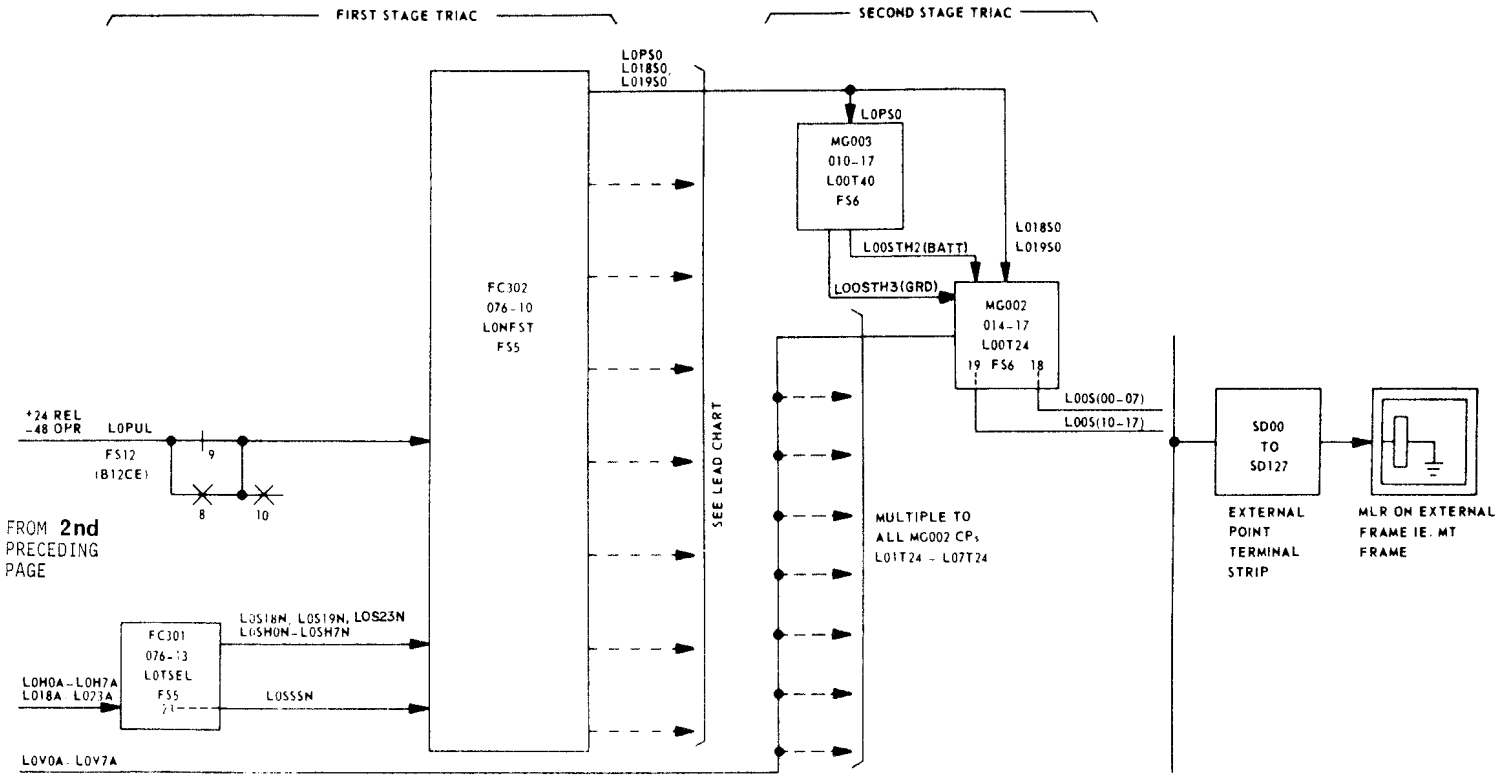 FIRST STAGE TRIAC
SECOND STAGE TRIAC
L0PS0
L018S0,
L019S0
L0PS0
MG003
010-17
L00T40
FS6
L018S0
L019S0
L00STH2(BATT)
L00STH3(GRD)
MG002
014-17
L00T24
19 FS6 18
L00S(00-07)
L00S(10-17)
FC302
076-10
L0NFST
FS5
SEE LEAD CHART
+24 REL
-48 OPR
L0PUL
FS12
(B12CE)
9
8
10
FROM 2nd
PRECEDING
PAGE
MULTIPLE TO
ALL MG002 CPs
L01T24 - L07T24
SD00
TO
SD127
EXTERNAL
POINT
TERMINAL
STRIP
MLR ON EXTERNAL
FRAME IE. MT
FRAME
L0S18N, L0S19N, LOS23N
L0SH0N-L0SH7N
FC301
076-13
L0TSEL
FS5
21
L0SSSN
L0H0A-L0H7A
L018A-L023A
L0V0A-L0V7A